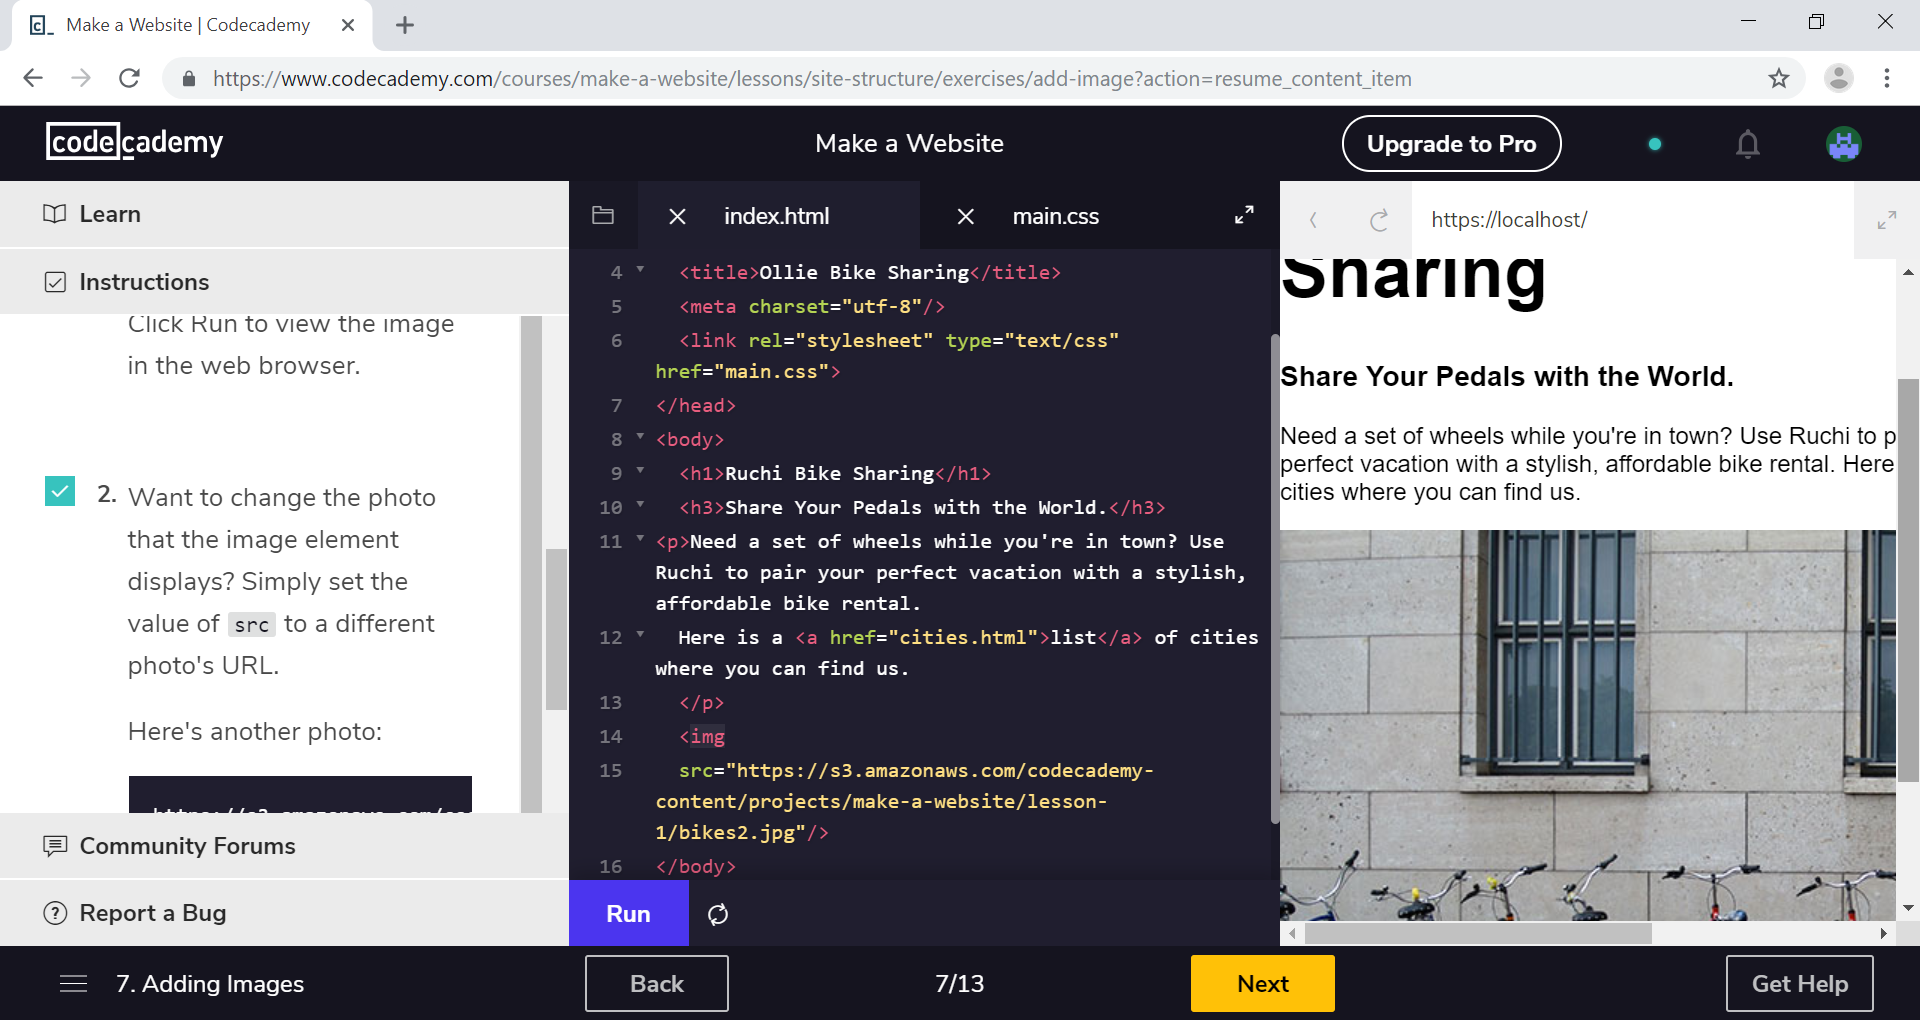 Make a Website | Codecademy
https://www.codecademy.com/courses/make-a-website/lessons/site-structure/exercises/add-image?action=resume_content_item
codecademy
Make a Website
Upgrade to Pro
Learn
Instructions
Click Run to view the image
in the web browser.
2. Want to change the photo
that the image element
displays? Simply set the
value of src to a different
photo's URL.
Here's another photo:
Community Forums
Report a Bug
index.html
main.css
4 <title>Ollie Bike Sharing</title>
5 <meta charset="utf-8"/>
6 <link rel="stylesheet" type="text/css"
href="main.css">
7 </head>
8 <body>
9 <h1>Ruchi Bike Sharing</h1>
10 <h3>Share Your Pedals with the World.</h3>
11 <p>Need a set of wheels while you're in town? Use
Ruchi to pair your perfect vacation with a stylish,
affordable bike rental.
12 Here is a <a href="cities.html">list</a> of cities
where you can find us.
13 </p>
14 <img
15 src="https://s3.amazonaws.com/codecademy-
content/projects/make-a-website/lesson-
1/bikes2.jpg"/>
16 </body>
Run
https://localhost/
Sharing
Share Your Pedals with the World.
Need a set of wheels while you're in town? Use Ruchi to p
perfect vacation with a stylish, affordable bike rental. Here
cities where you can find us.
7. Adding Images
Back
7/13
Next
Get Help